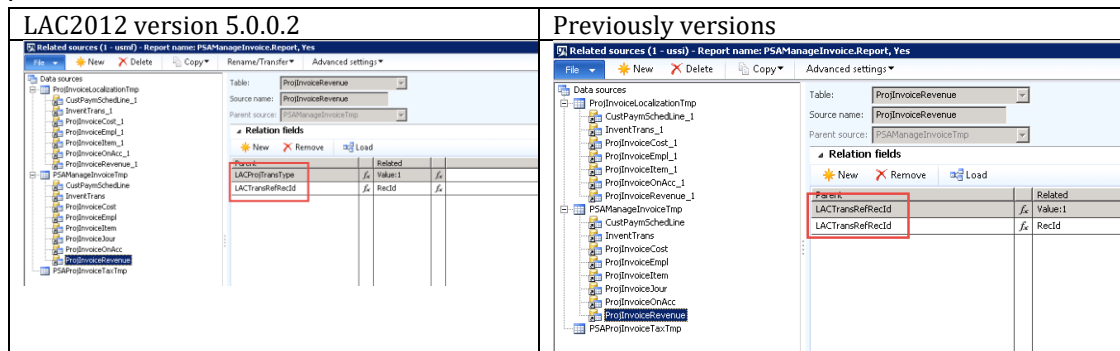 LAC2012 version 5.0.0.2
Related sources (1 - usmf) - Report name: PSAManageInvoice.Report, Yes
File New Delete Copy Rename/Transfer Advanced settings
Data sources
ProjInvoiceLocalizationTmp
CustPaymSchedLine_1
InventTrans_1
ProjInvoiceCost_1
ProjInvoiceEmpl_1
ProjInvoiceItem_1
ProjInvoiceOnAcc_1
ProjInvoiceRevenue_1
PSAManageInvoiceTmp
CustPaymSchedLine
InventTrans
ProjInvoiceCost
ProjInvoiceEmpl
ProjInvoiceItem
ProjInvoiceJour
ProjInvoiceOnAcc
ProjInvoiceRevenue
PSAProjInvoiceTaxTmp
Table: ProjInvoiceRevenue
Source name: ProjInvoiceRevenue
Parent source: PSAManageInvoiceTmp
Relation fields
New Remove Load
Parent Related
LACProjTransType fx Value:1 fx
LACTransRefRecId fx RecId fx
Previously versions
Related sources (1 - ussi) - Report name: PSAManageInvoice.Report, Yes
File New Delete Copy Advanced settings
Data sources
ProjInvoiceLocalizationTmp
CustPaymSchedLine_1
InventTrans_1
ProjInvoiceCost_1
ProjInvoiceEmpl_1
ProjInvoiceItem_1
ProjInvoiceOnAcc_1
ProjInvoiceRevenue_1
PSAManageInvoiceTmp
CustPaymSchedLine
InventTrans
ProjInvoiceCost
ProjInvoiceEmpl
ProjInvoiceItem
ProjInvoiceJour
ProjInvoiceOnAcc
ProjInvoiceRevenue
PSAProjInvoiceTaxTmp
Table: ProjInvoiceRevenue
Source name: ProjInvoiceRevenue
Parent source: PSAManageInvoiceTmp
Relation fields
New Remove Load
Parent Related
LACTransRefRecId fx Value:1
LACTransRefRecId fx RecId